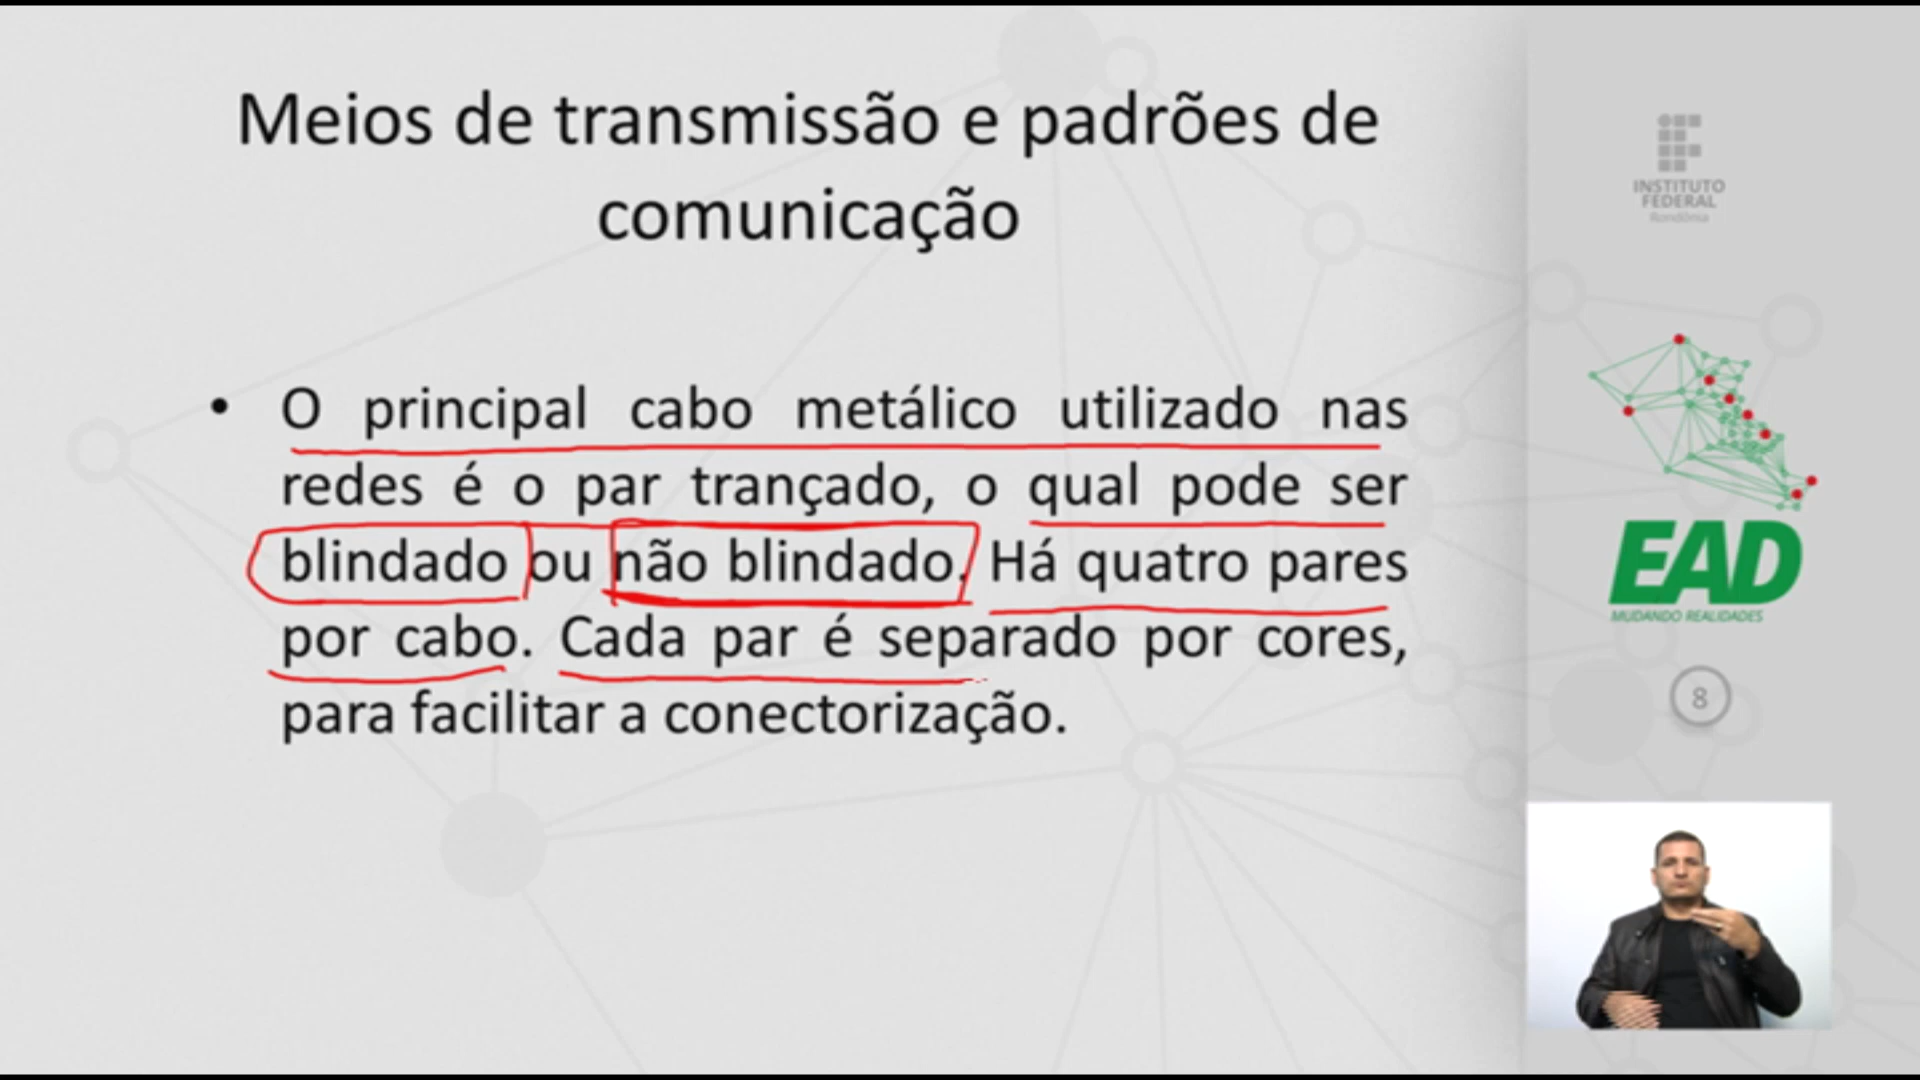 Meios de transmissão e padrões de
comunicação
• O principal cabo metálico utilizado nas
redes é o par trançado, o qual pode ser
blindado ou não blindado. Há quatro pares
por cabo. Cada par é separado por cores,
para facilitar a conectorização.
INSTITUTO
FEDERAL
Rondônia
EAD
MUDANDO REALIDADES
8